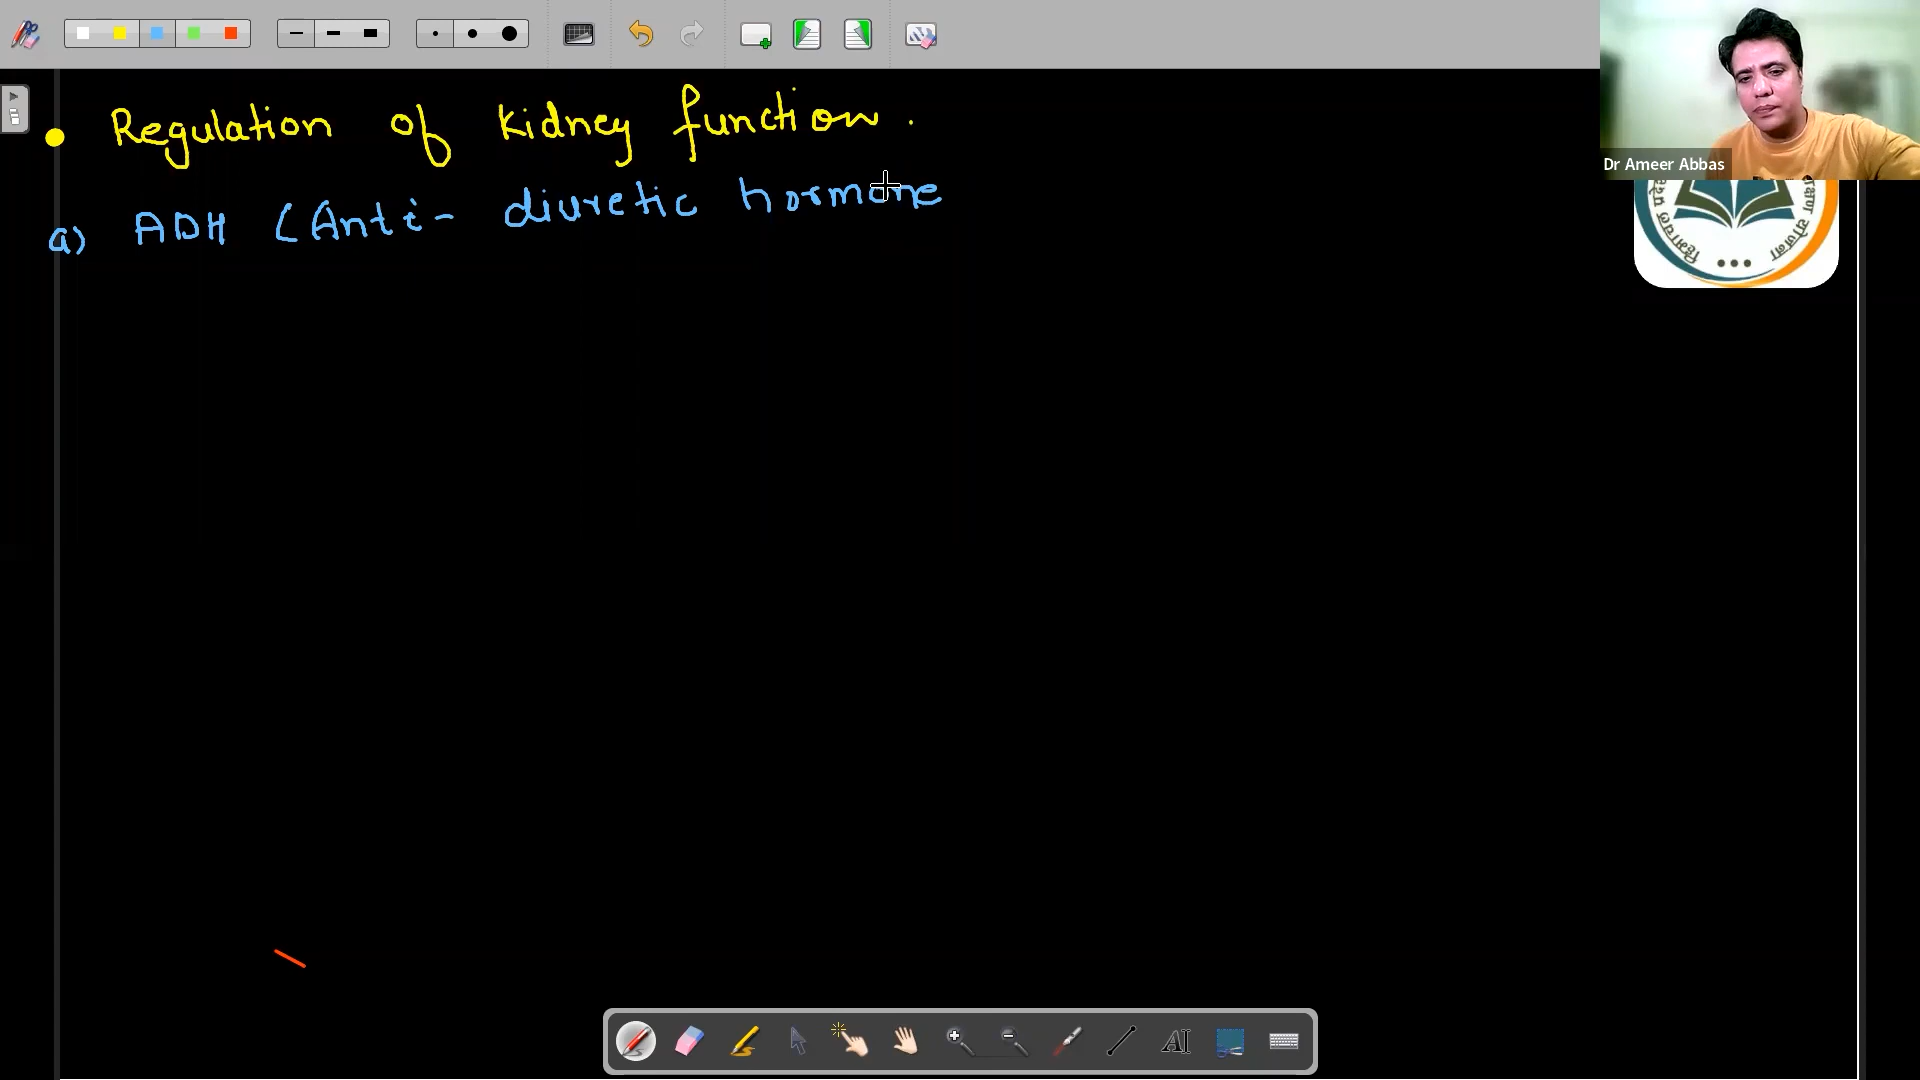 • Regulation of kidney function.
a) ADH (Anti-diuretic hormone
Dr Ameer Abbas